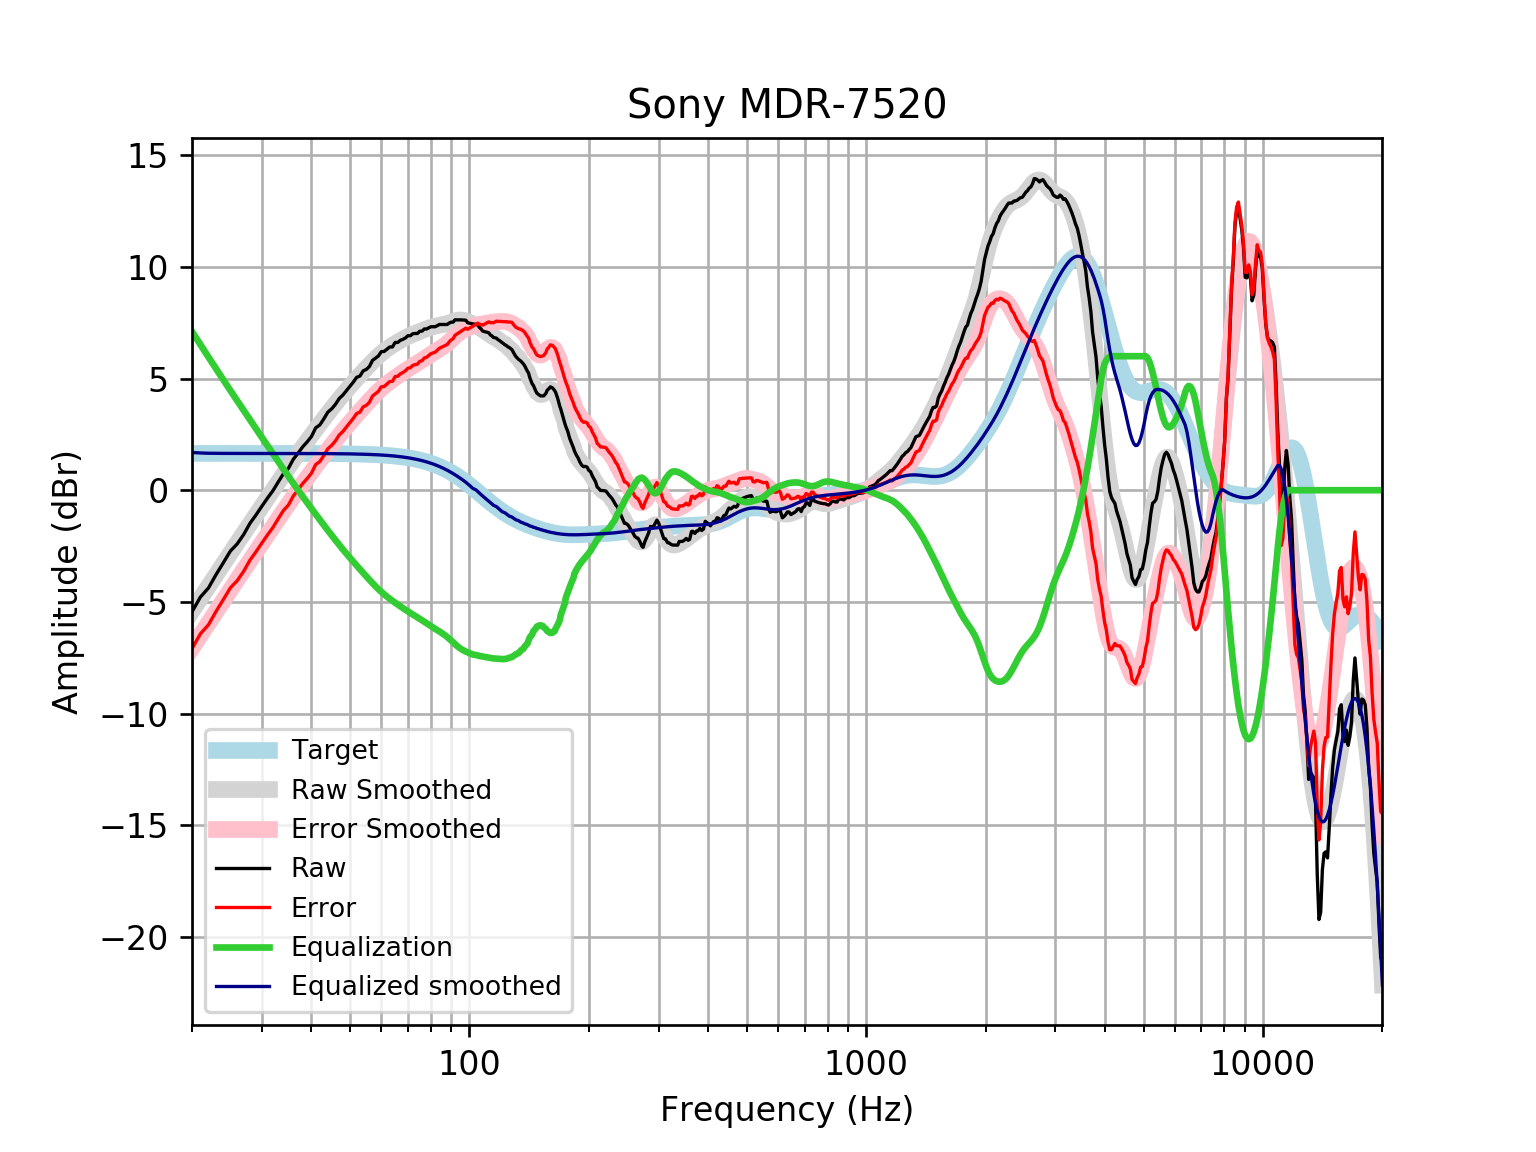 Sony MDR-7520
15
10
5
0
−5
−10
−15
−20
Amplitude (dBr)
Target
Raw Smoothed
Error Smoothed
Raw
Error
Equalization
Equalized smoothed
100
1000
10000
Frequency (Hz)